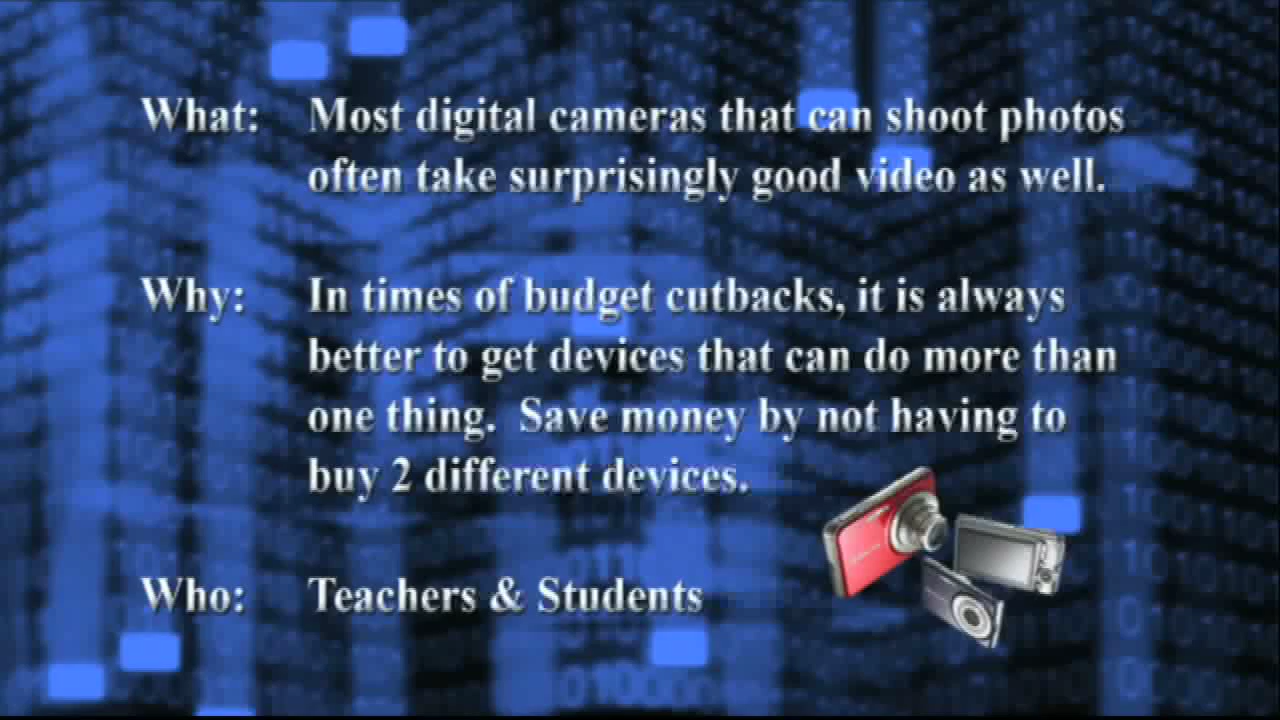 What: Most digital cameras that can shoot photos
often take surprisingly good video as well.
Why: In times of budget cutbacks, it is always
better to get devices that can do more than
one thing.  Save money by not having to
buy 2 different devices.
Who: Teachers & Students